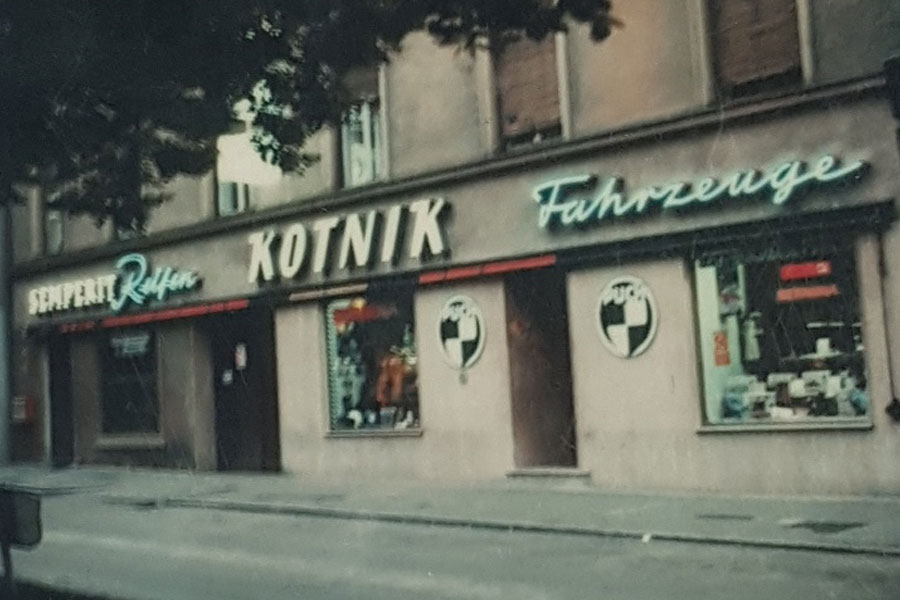 SEMPERIT Reifen
KOTNIK
Fahrzeuge
PUCH
PUCH